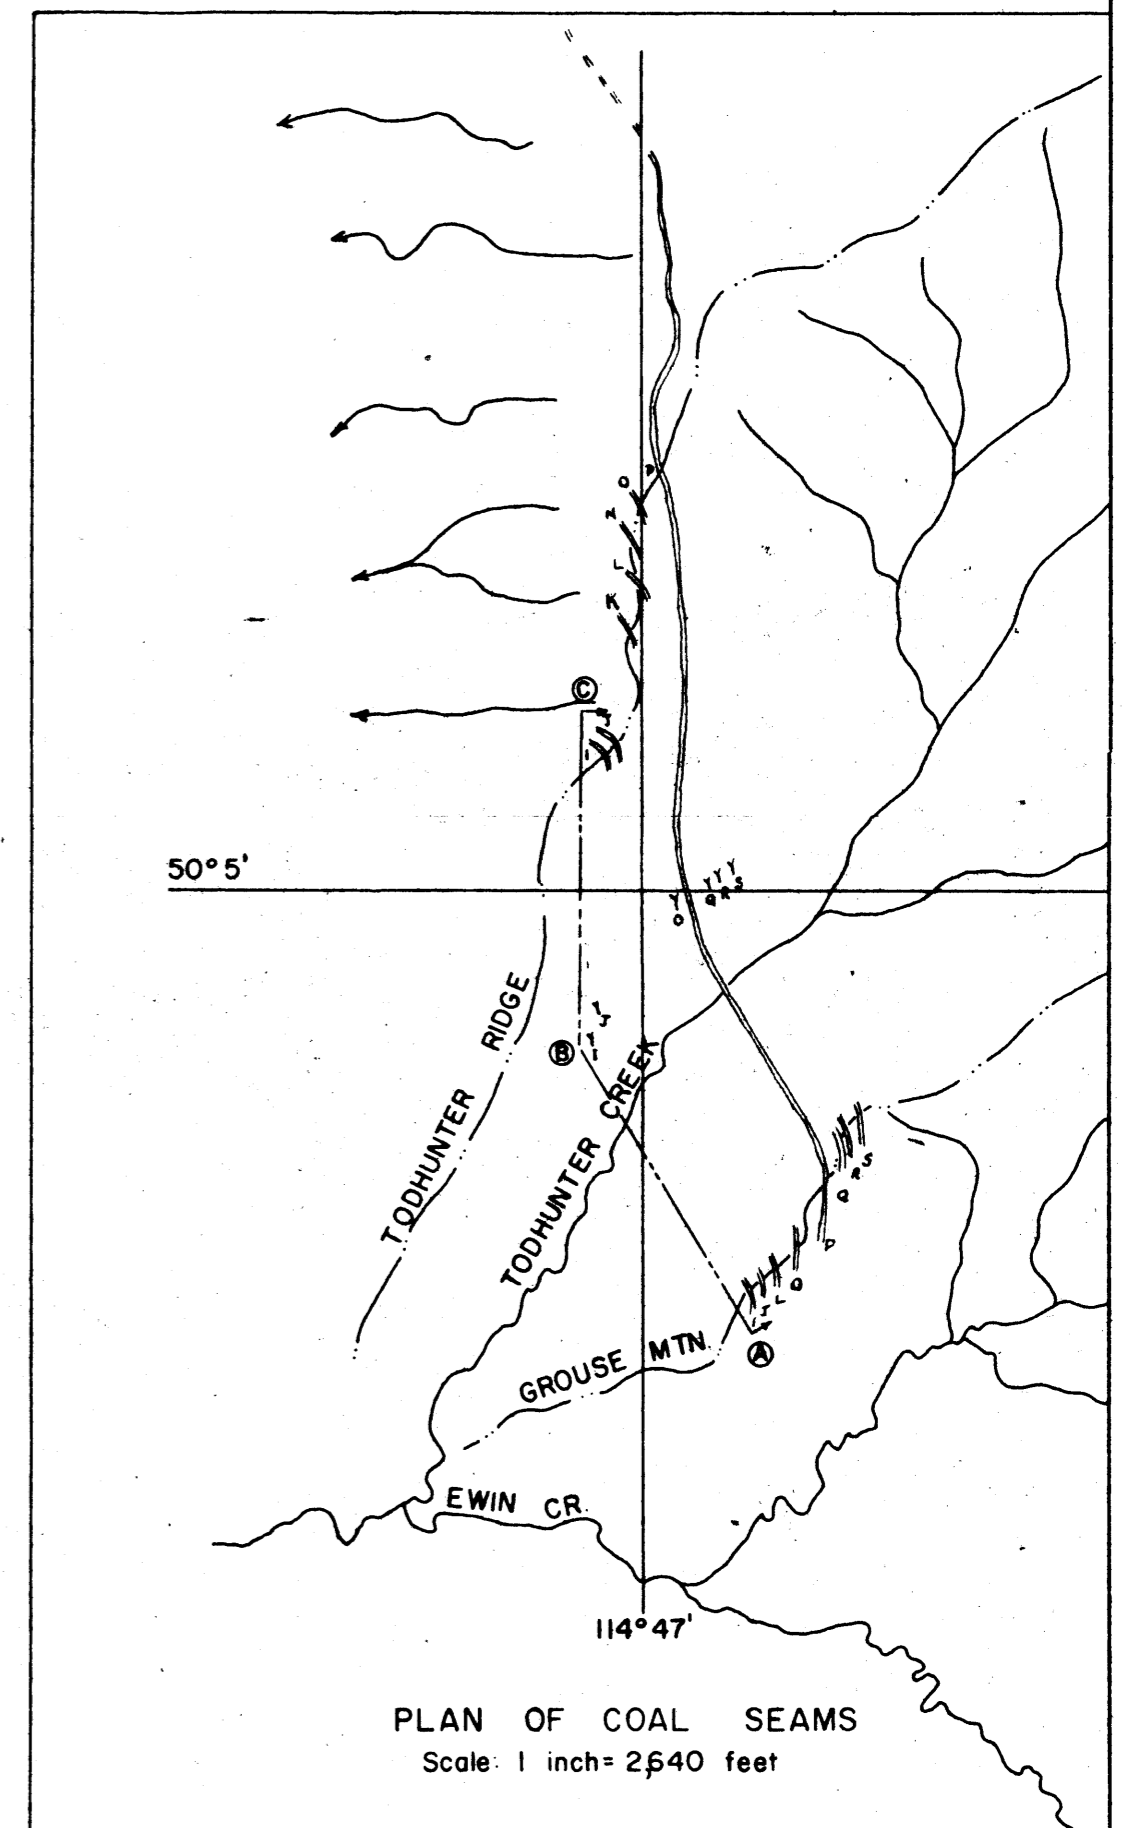 P
O
N
L
K
C
J
50°5'
Q R S
O
J
I
B
TODHUNTER RIDGE
TODHUNTER CREEK
S
R
Q
P
O
L
J
I
A
GROUSE MTN.
EWIN CR.
114°47'
PLAN OF COAL SEAMS
Scale: 1 inch = 2,640 feet